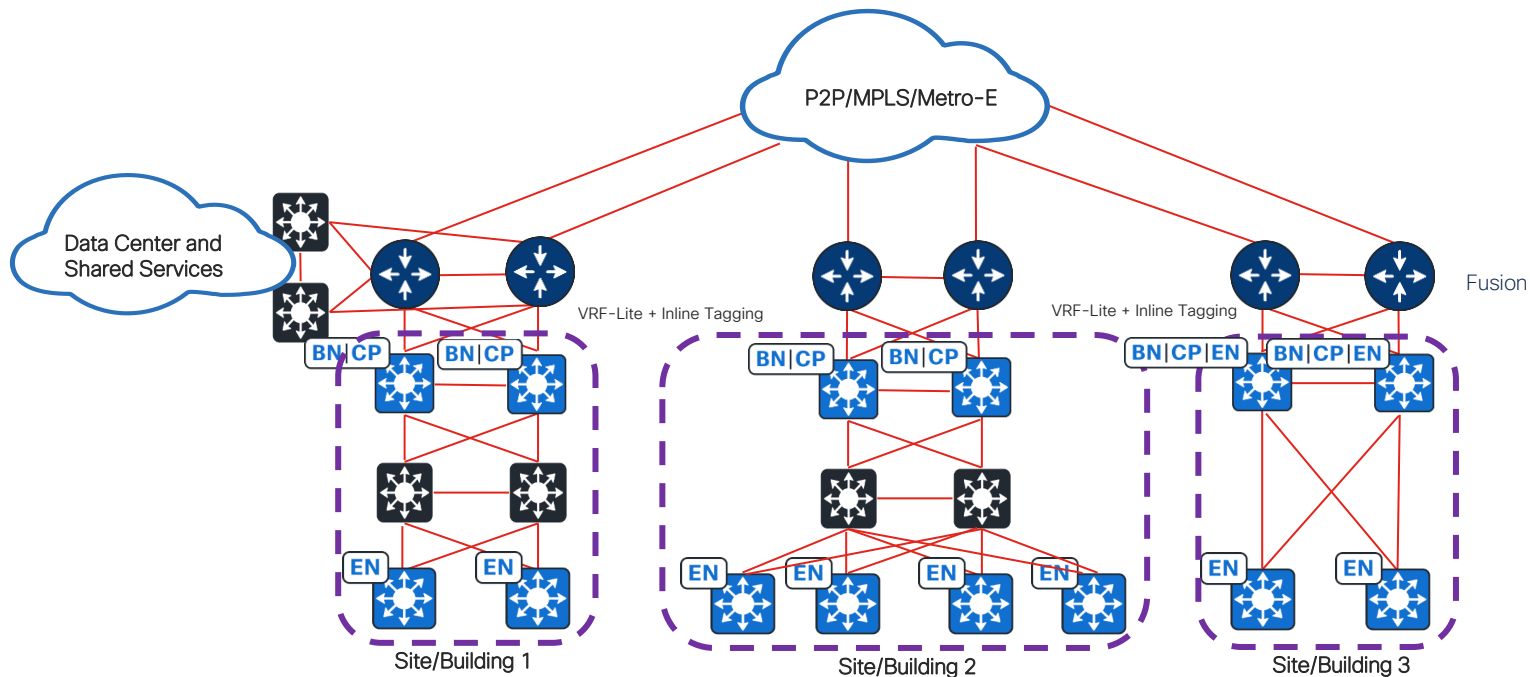 P2P/MPLS/Metro-E
Data Center and
Shared Services
Fusion
VRF-Lite + Inline Tagging
VRF-Lite + Inline Tagging
BN|CP
BN|CP
BN|CP
BN|CP
BN|CP|EN
BN|CP|EN
EN
EN
EN
EN
EN
EN
EN
EN
Site/Building 1
Site/Building 2
Site/Building 3